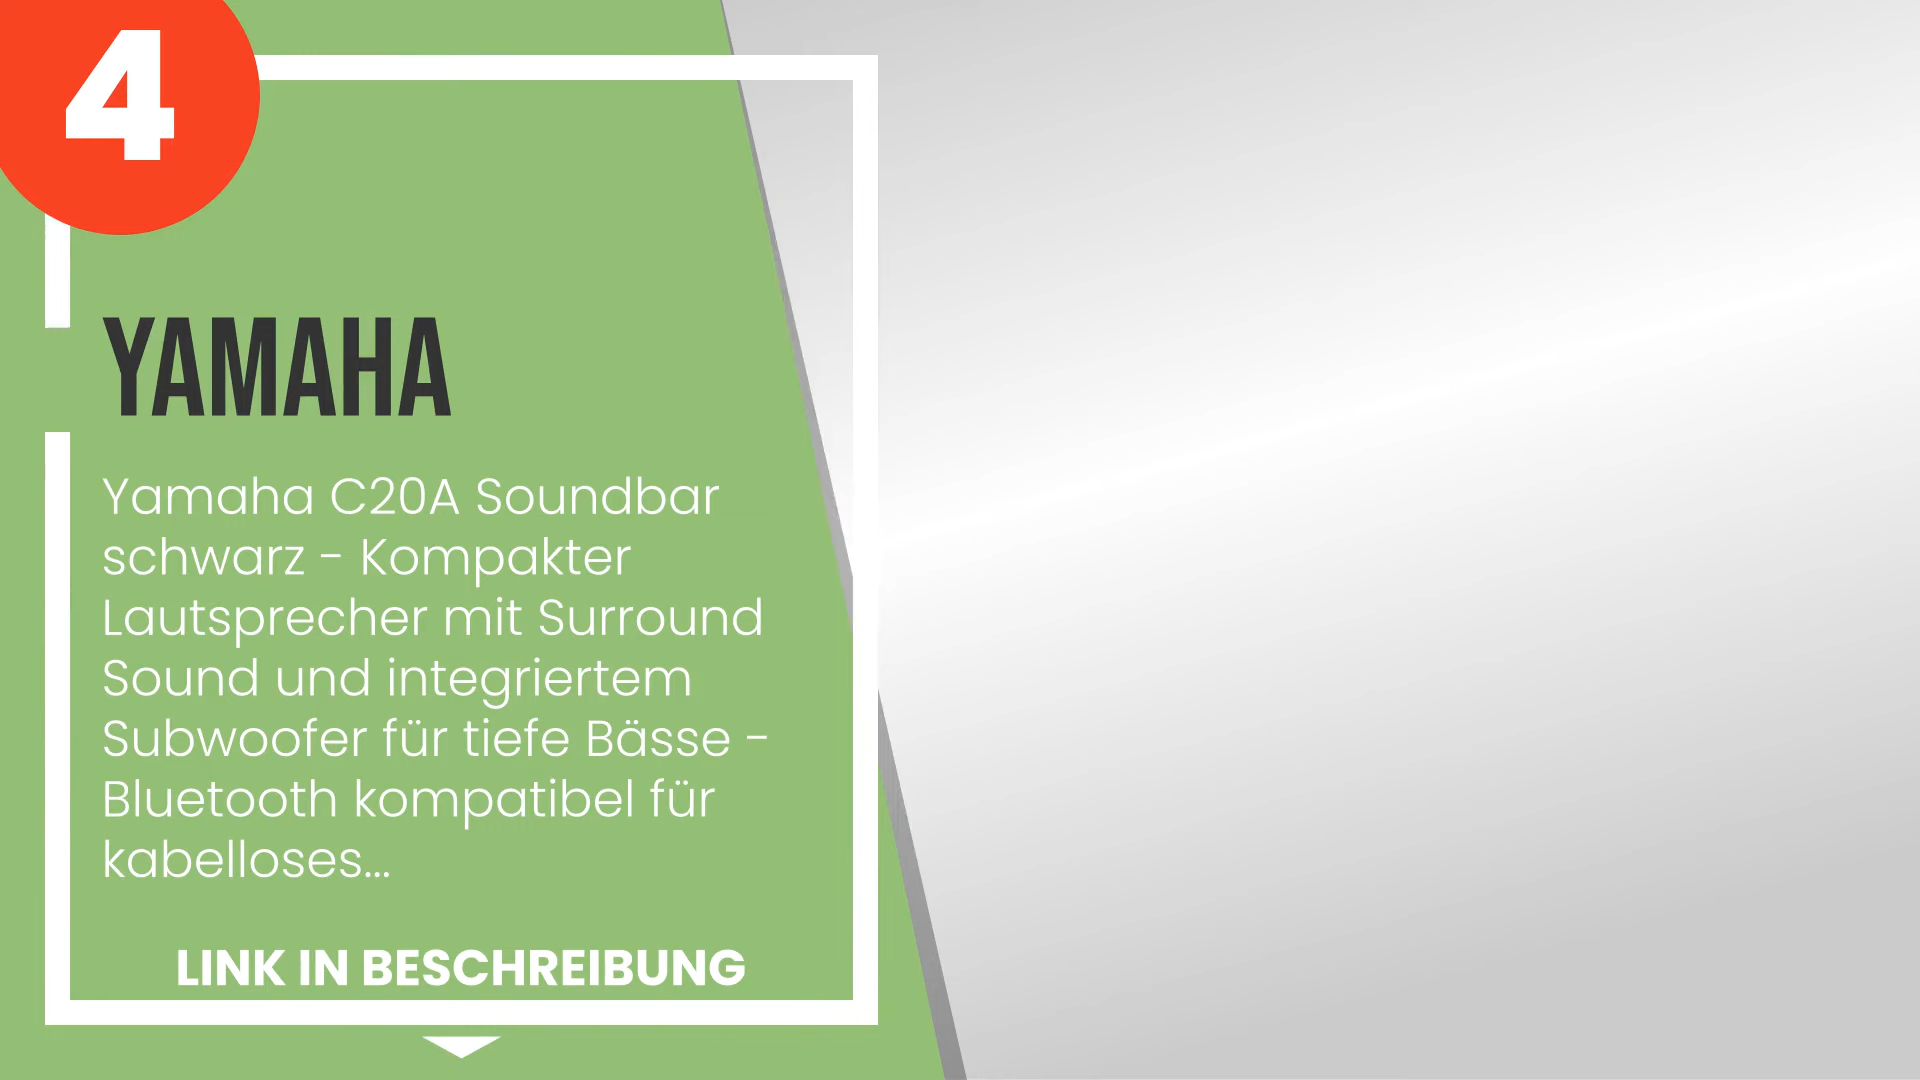 4
YAMAHA
Yamaha C20A Soundbar
schwarz - Kompakter
Lautsprecher mit Surround
Sound und integriertem
Subwoofer für tiefe Bässe -
Bluetooth kompatibel für
kabelloses...
LINK IN BESCHREIBUNG